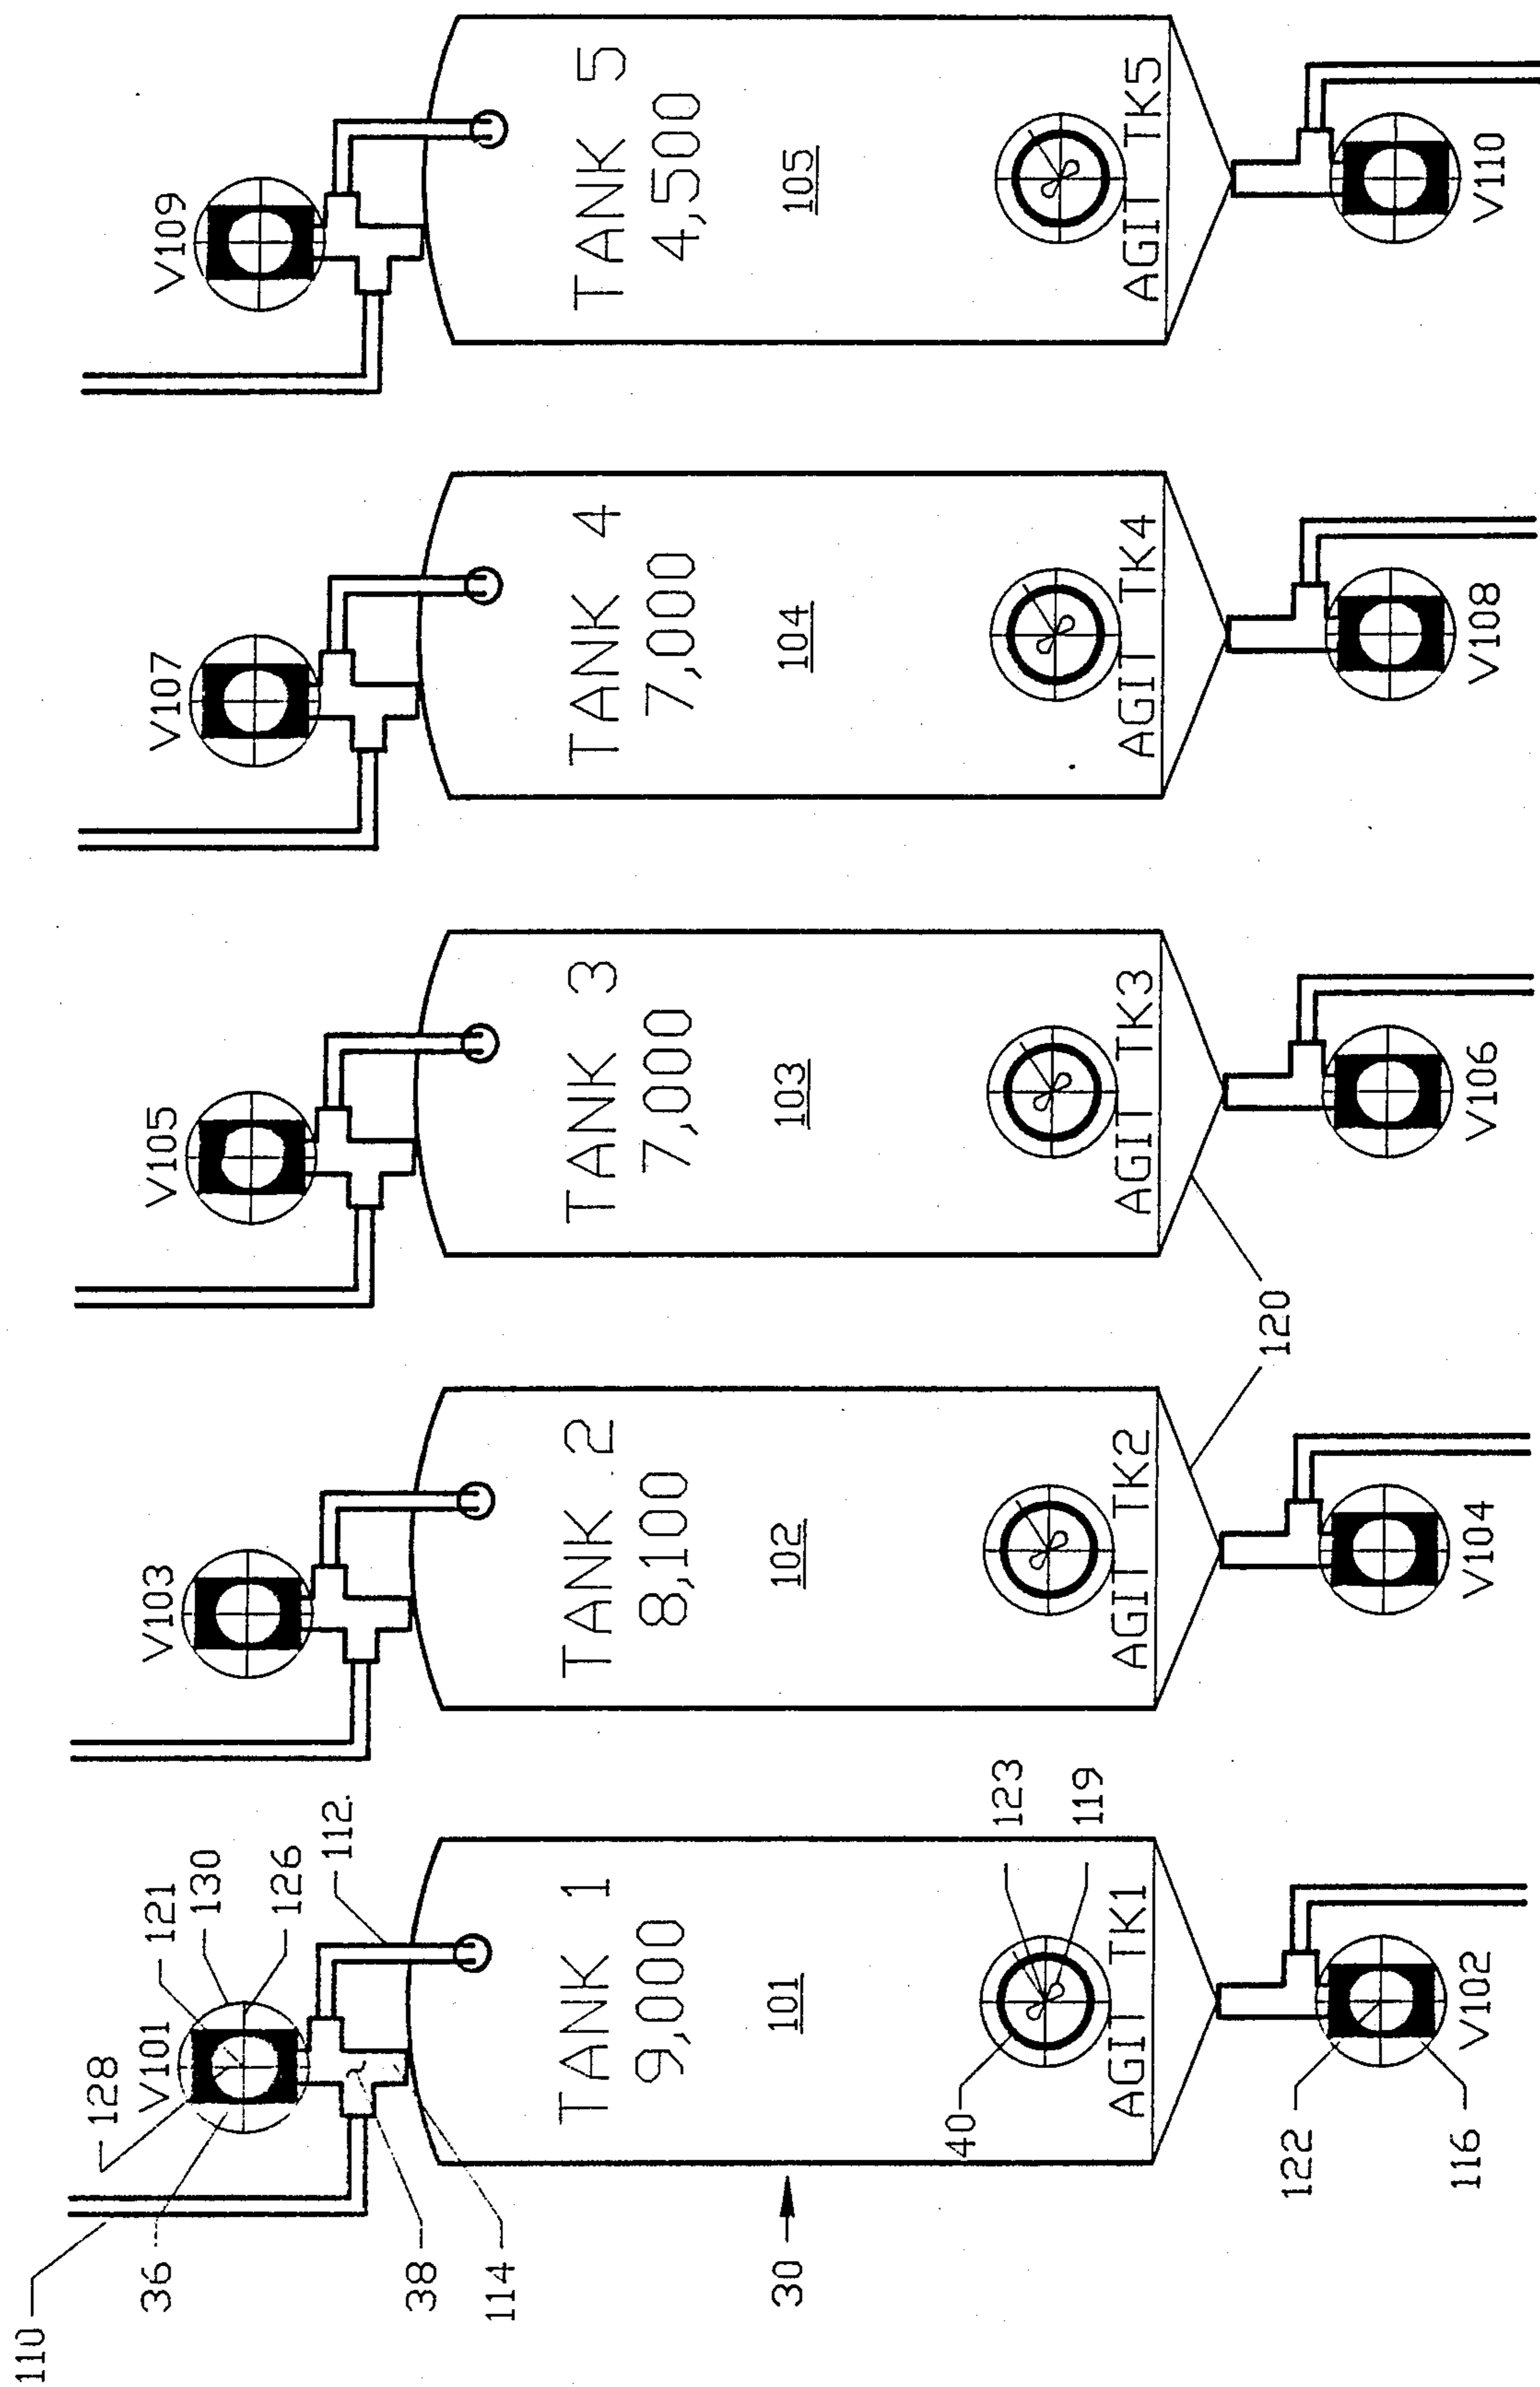 110
128
V101
121
130
126
36
112.
38
114
TANK 1
9,000
101
30
40
123
119
AGIT TK1
122
116
V102
V103
TANK 2
8,100
102
AGIT TK2
V104
120
V105
TANK 3
7,000
103
AGIT TK3
V106
V107
TANK 4
7,000
104
AGIT TK4
V108
V109
TANK 5
4,500
105
AGIT TK5
V110